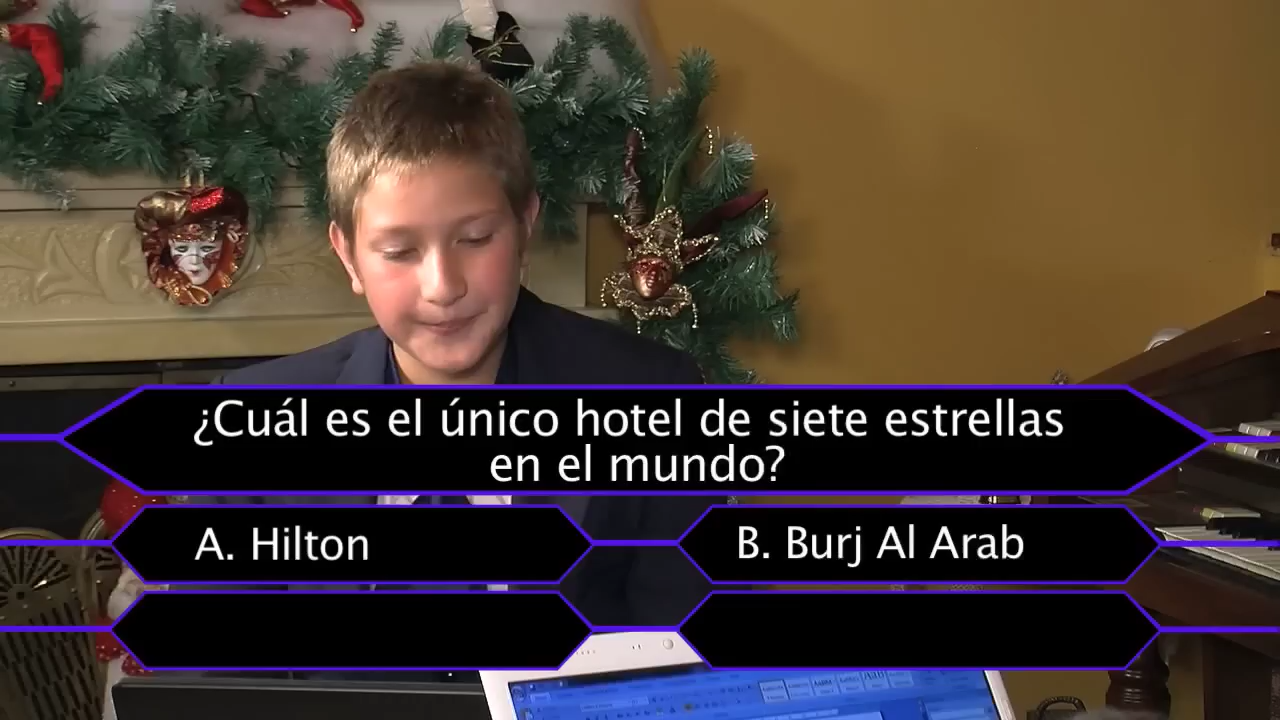 ¿Cuál es el único hotel de siete estrellas
en el mundo?
A. Hilton
B. Burj Al Arab